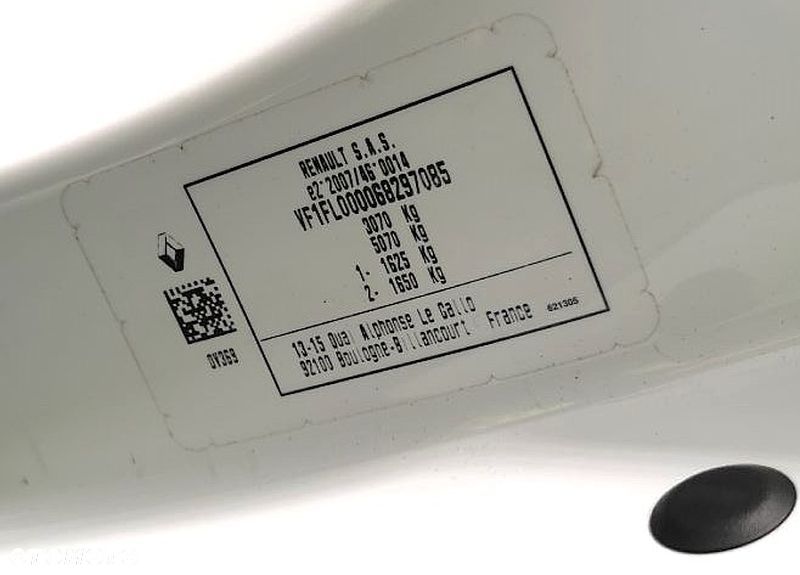 RENAULT S.A.S.
e2*2007/46*0014
VF1FL000068297085
3070 Kg
5070 Kg
1- 1625 Kg
2- 1650 Kg
13-15 Quai Alphonse Le Gallo
92100 Boulogne-Billancourt France
621305
OV369